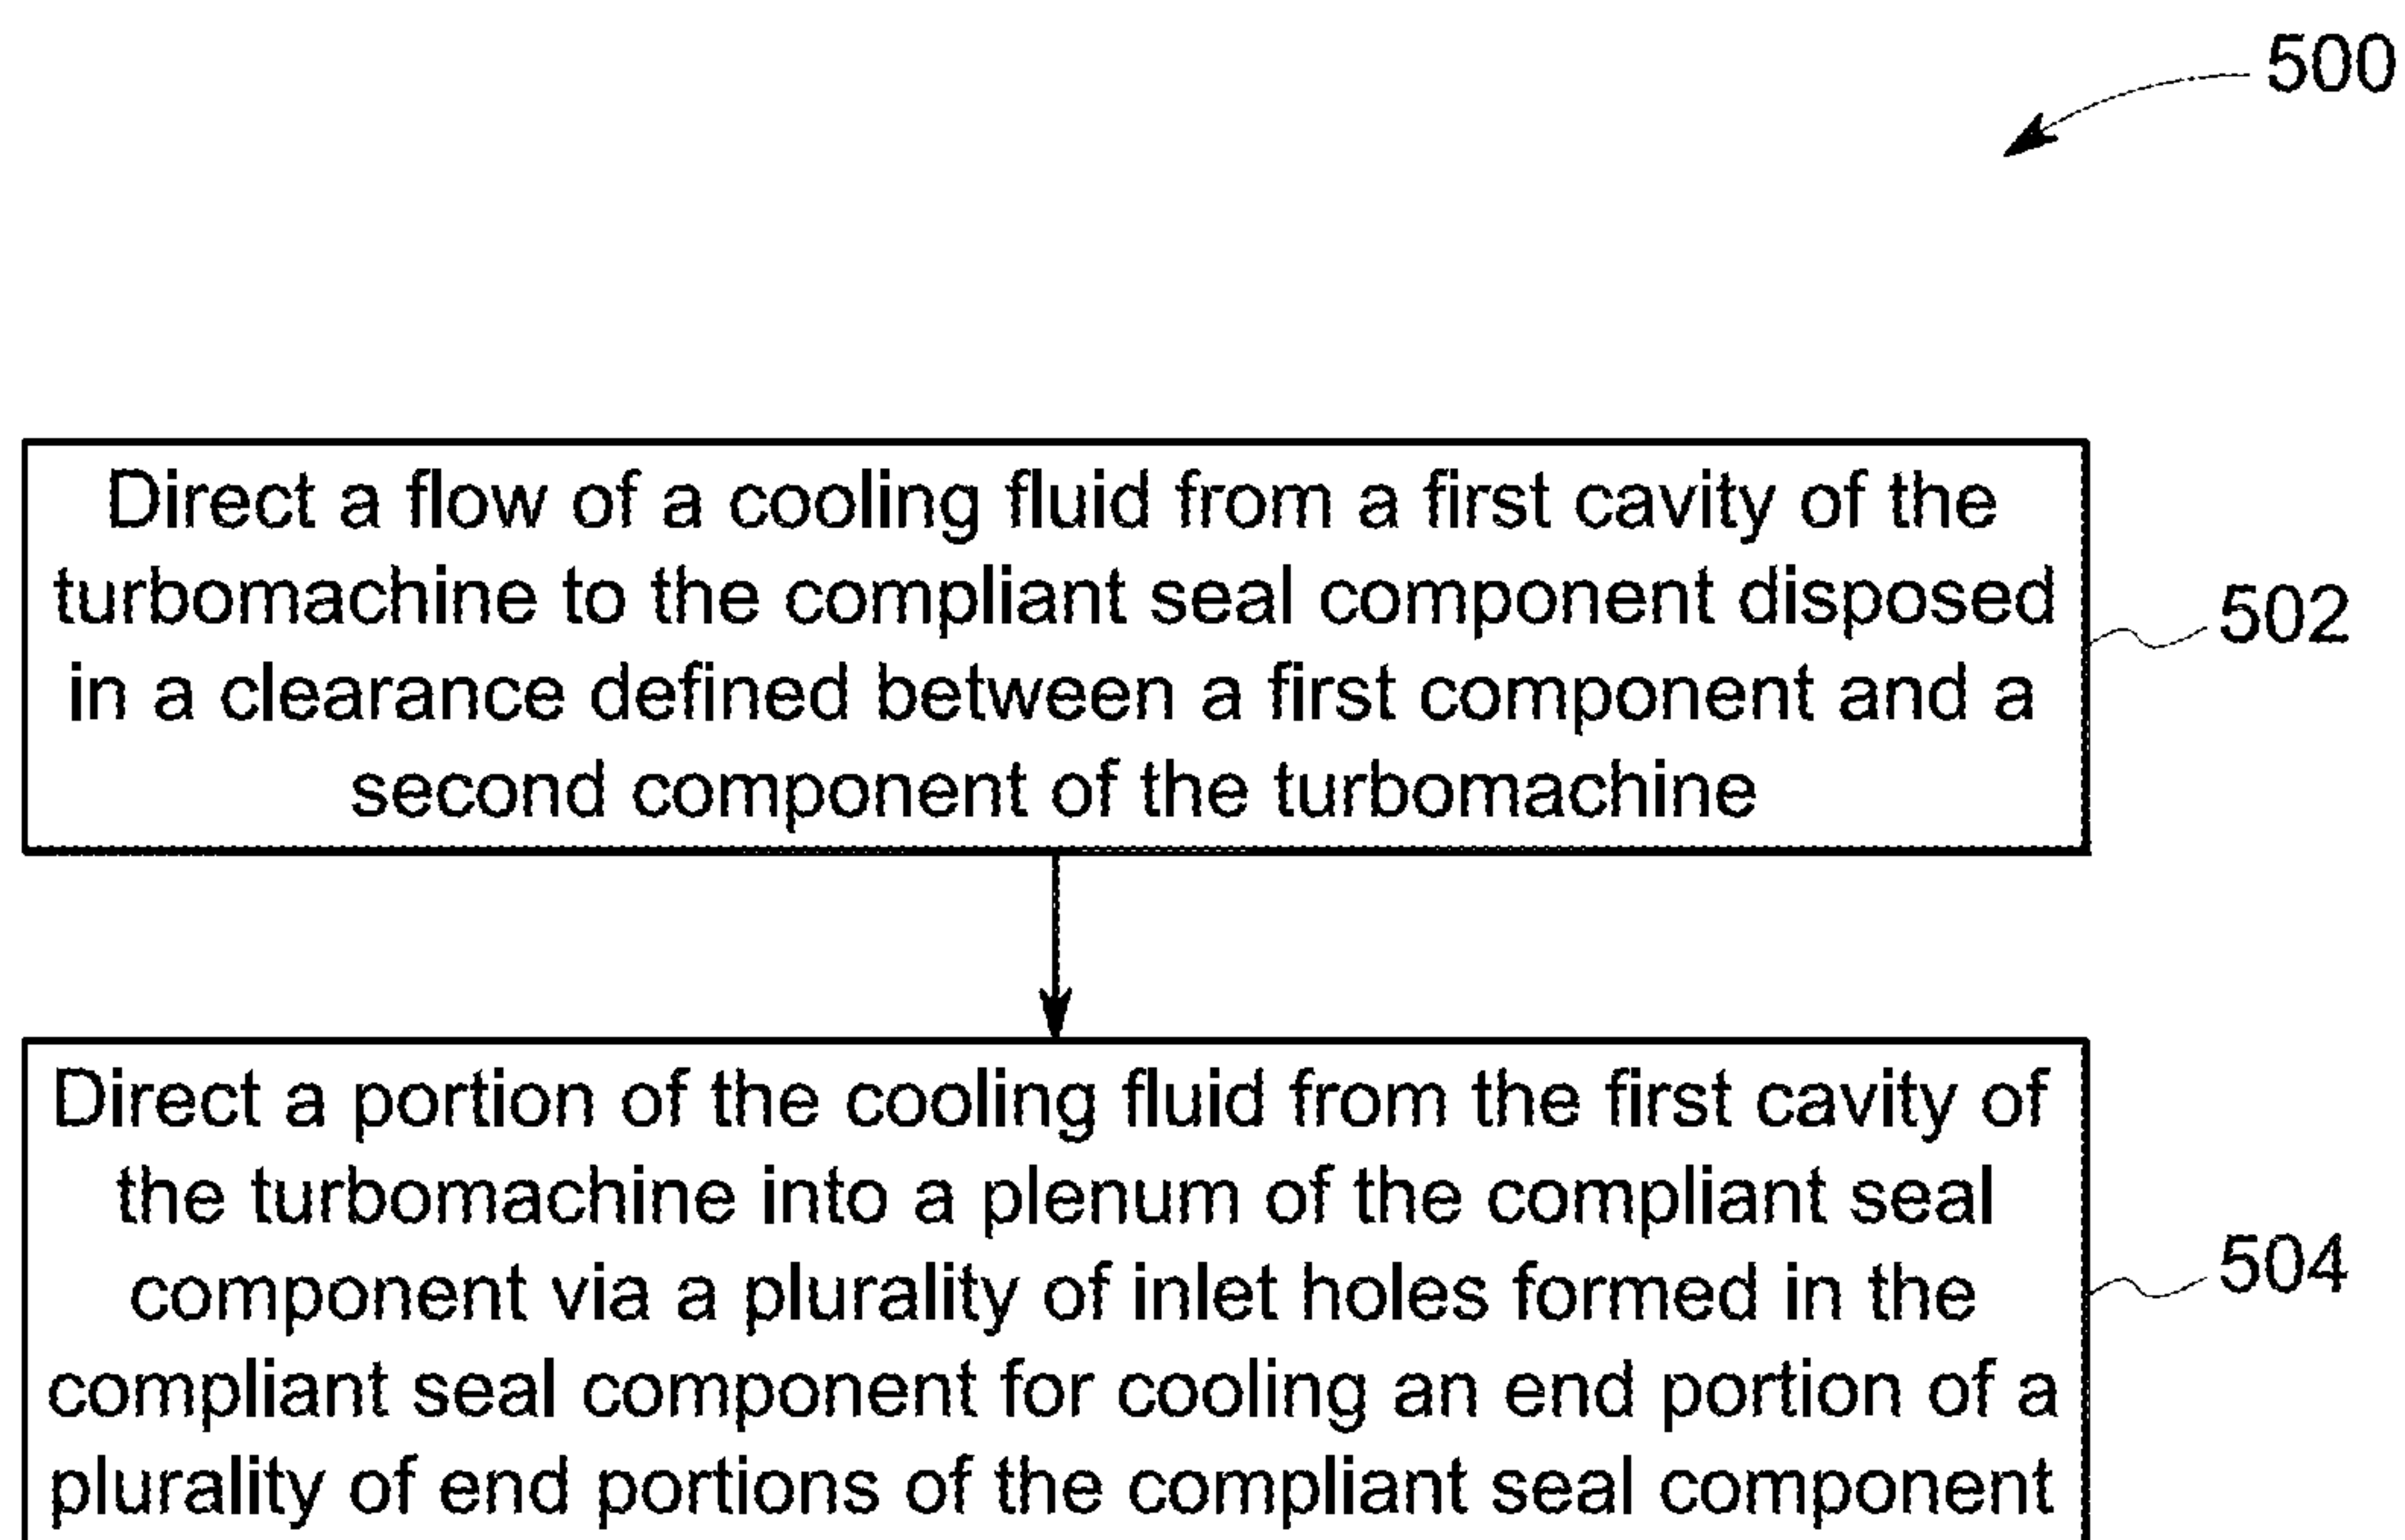 500
Direct a flow of a cooling fluid from a first cavity of the
turbomachine to the compliant seal component disposed
in a clearance defined between a first component and a
second component of the turbomachine
502
Direct a portion of the cooling fluid from the first cavity of
the turbomachine into a plenum of the compliant seal
component via a plurality of inlet holes formed in the
compliant seal component for cooling an end portion of a
plurality of end portions of the compliant seal component
504